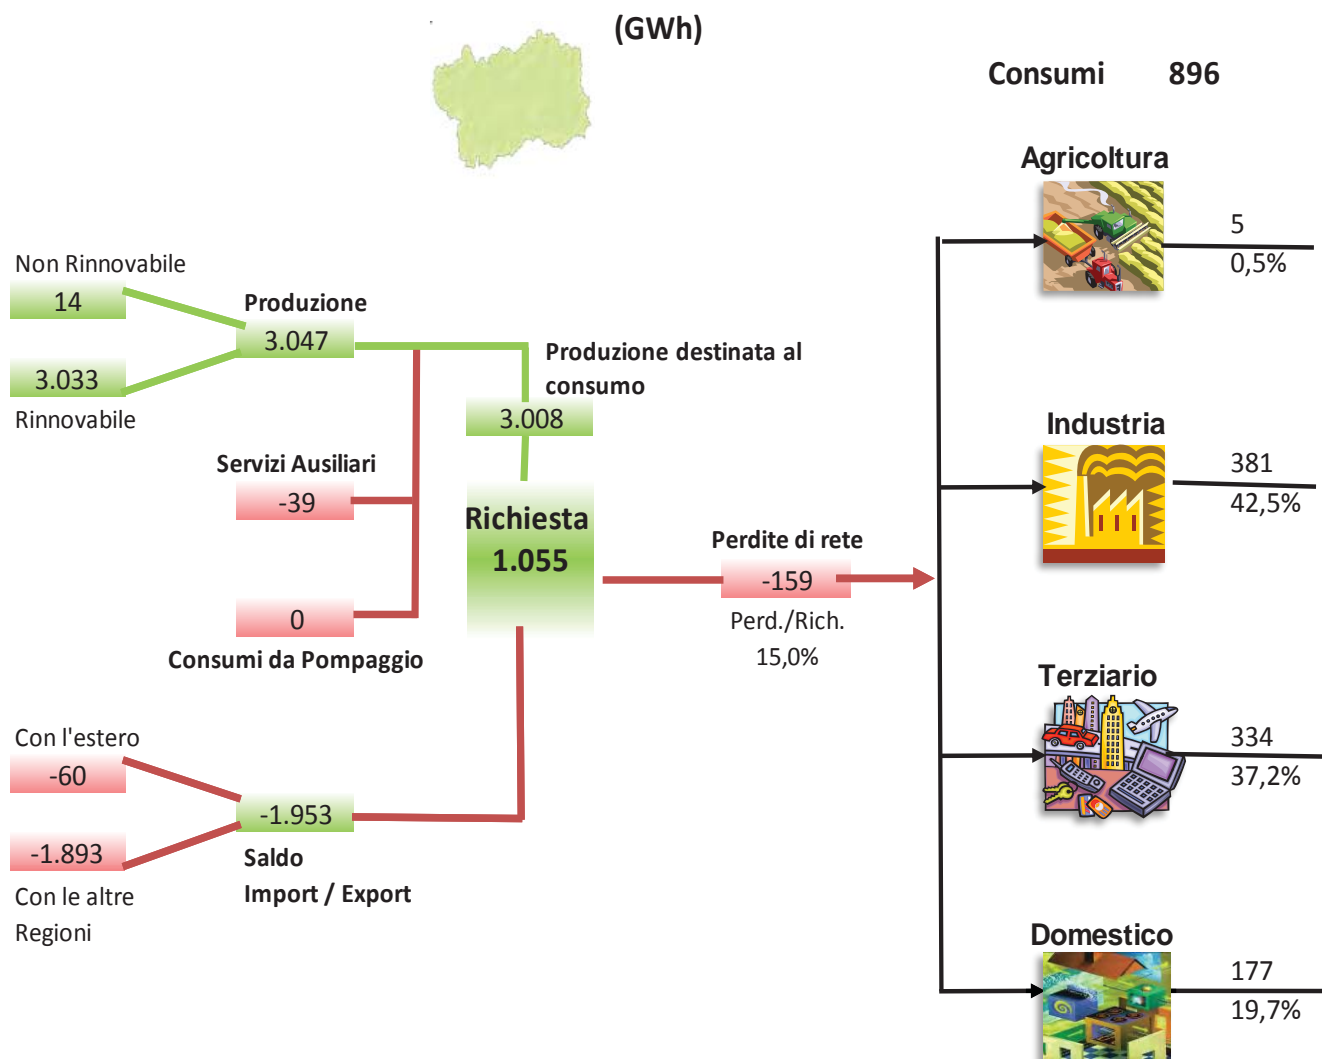 (GWh)
Consumi 896
Agricoltura
5
0,5%
Non Rinnovabile
14
Produzione
3.047
3.033
Rinnovabile
Produzione destinata al
consumo
3.008
Servizi Ausiliari
-39
Industria
381
42,5%
Richiesta
1.055
Perdite di rete
-159
Perd./Rich.
15,0%
0
Consumi da Pompaggio
Terziario
334
37,2%
Con l'estero
-60
-1.953
-1.893
Saldo
Import / Export
Con le altre
Regioni
Domestico
177
19,7%